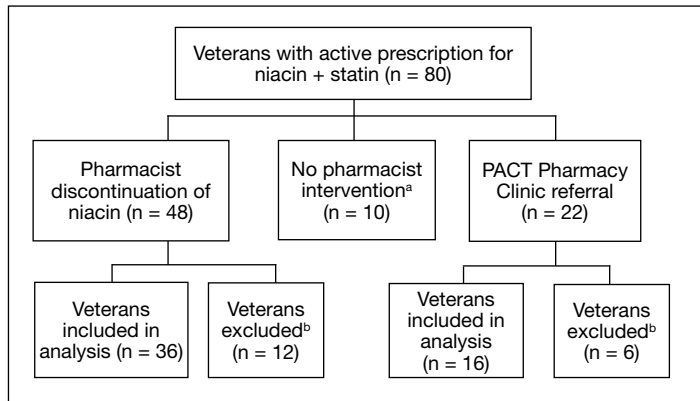 Veterans with active prescription for
niacin + statin (n = 80)
Pharmacist
discontinuation of
niacin (n = 48)
No pharmacist
interventionᵃ
(n = 10)
PACT Pharmacy
Clinic referral
(n = 22)
Veterans
included in
analysis (n = 36)
Veterans
excludedᵇ
(n = 12)
Veterans
included in
analysis
(n = 16)
Veterans
excludedᵇ
(n = 6)